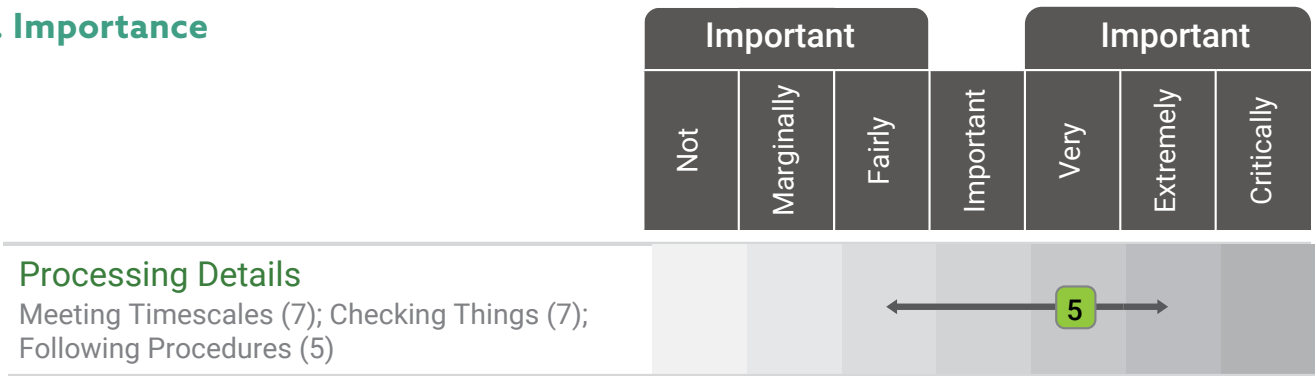 . Importance
Important
Important
Not
Marginally
Fairly
Important
Very
Extremely
Critically
Processing Details
Meeting Timescales (7); Checking Things (7);
Following Procedures (5)
5